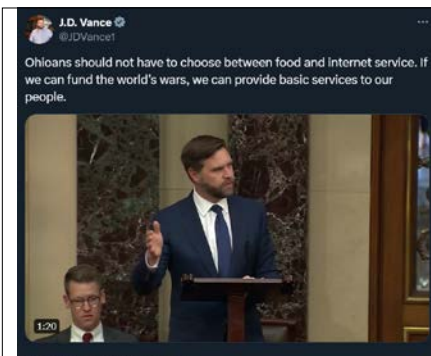 J.D. Vance
@JDVance1
Ohioans should not have to choose between food and internet service. If
we can fund the world's wars, we can provide basic services to our
people.
1:20